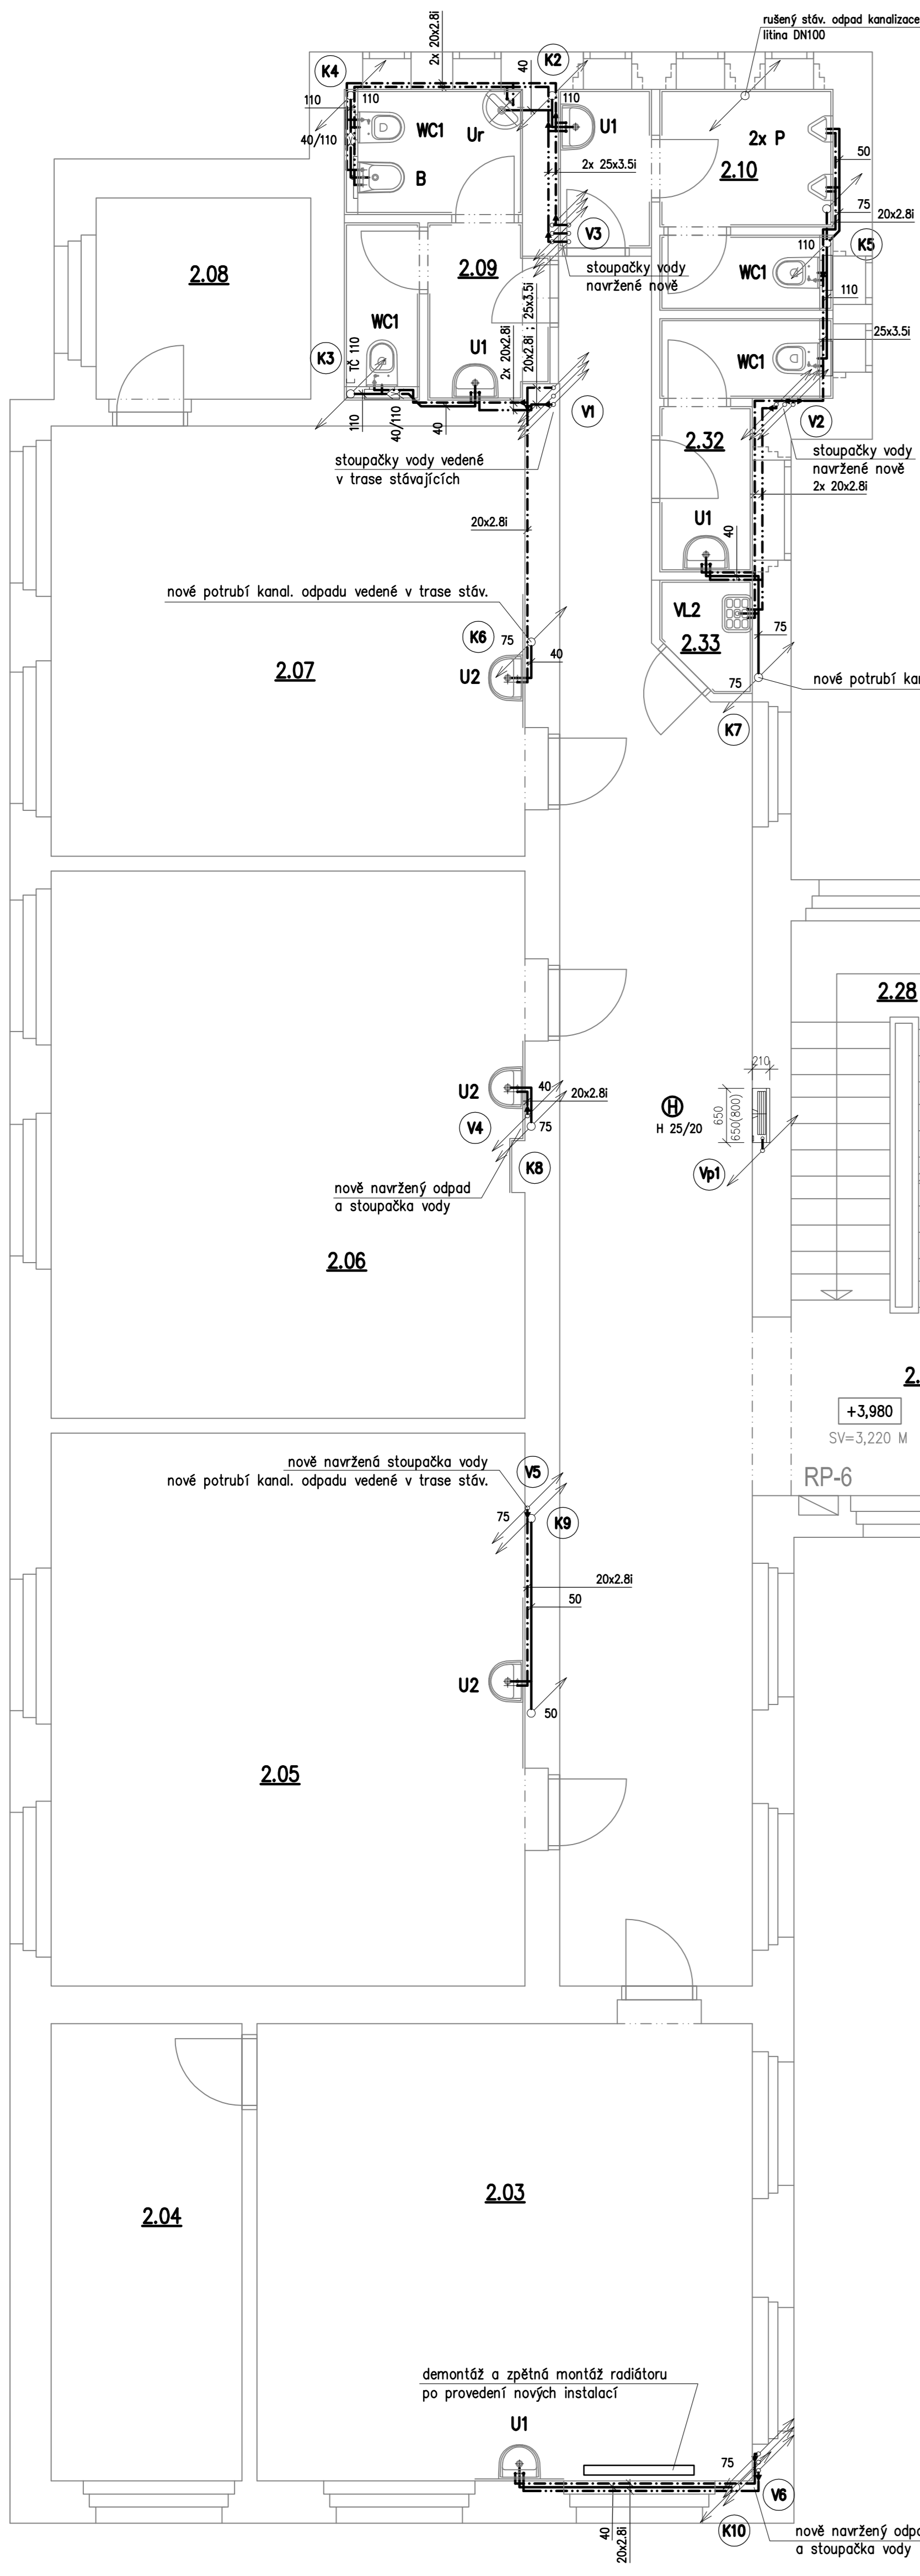 rušený stáv. odpad kanalizace
litina DN100
2x 20x2.8i
K4
K2
40
110
110
110
40/110
WC1
Ur
U1
2x P
2.10
50
B
2x 25x3.5i
75
20x2.8i
V3
K5
110
2.08
2.09
stoupačky vody
navržené nově
WC1
110
WC1
K3
TČ 110
U1
2x 20x2.8i
20x2.8i ; 25x3.5i
25x3.5i
WC1
110
40/110
40
V1
V2
2.32
stoupačky vody vedené
v trase stávajících
stoupačky vody
navržené nově
2x 20x2.8i
20x2.8i
U1
40
nové potrubí kanal. odpadu vedené v trase stáv.
VL2
2.33
K6
75
40
75
2.07
U2
75
nové potrubí kan
K7
2.28
210
U2
40
20x2.8i
H
H 25/20
650
650(800)
V4
75
K8
Vp1
nově navržený odpad
a stoupačka vody
2.06
2.
+3,980
SV=3,220 M
nově navržená stoupačka vody
nové potrubí kanal. odpadu vedené v trase stáv.
V5
RP-6
75
K9
20x2.8i
50
U2
50
2.05
2.03
2.04
demontáž a zpětná montáž radiátoru
po provedení nových instalací
U1
75
V6
K10
40
20x2.8i
nově navržený odpa
a stoupačka vody